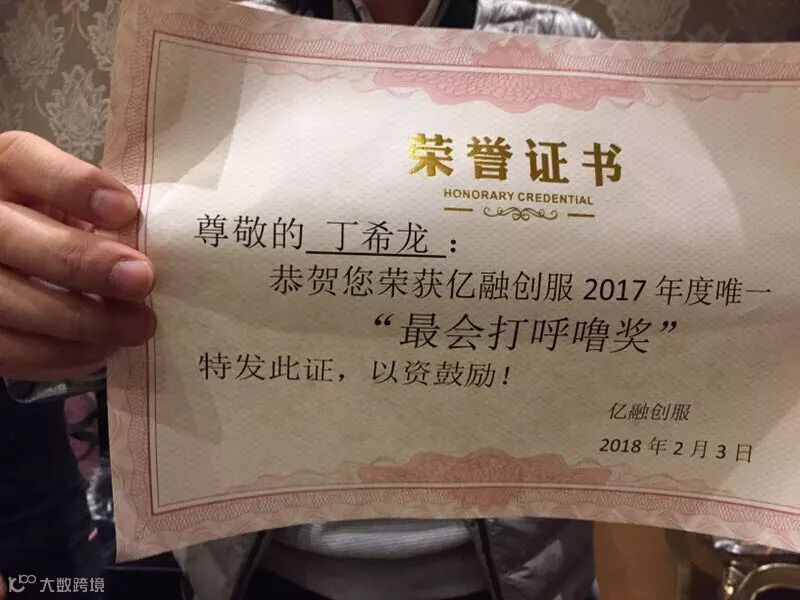 荣誉证书
HONORARY CREDENTIAL
尊敬的 丁希龙：
恭贺您荣获亿融创服 2017 年度唯一
“最会打呼噜奖”
特发此证，以资鼓励！
亿融创服
2018 年 2 月 3 日
大数跨境